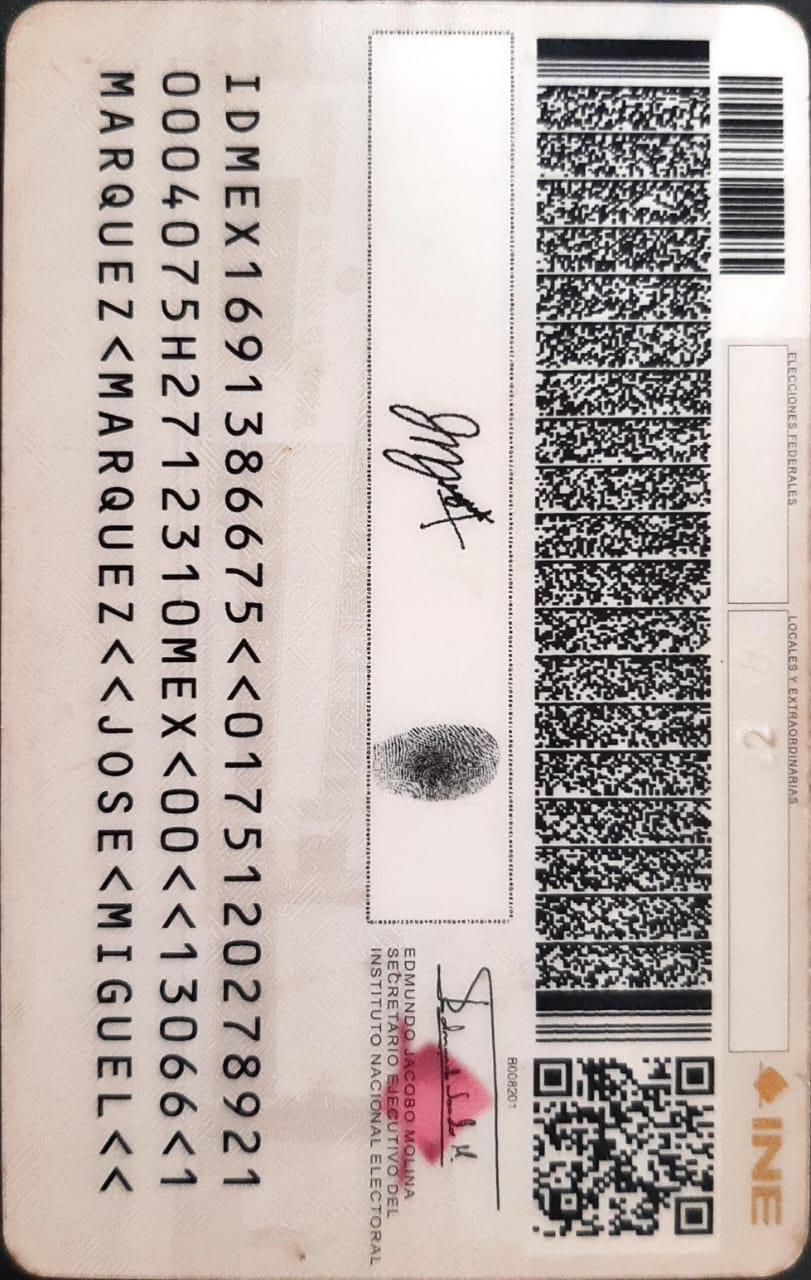 ELECCIONES FEDERALES
LOCALES Y EXTRAORDINARIAS
INE
B008201
EDMUNDO JACOBO MOLINA
SECRETARIO EJECUTIVO DEL
INSTITUTO NACIONAL ELECTORAL
IDMEX1691386675<<0175120278921
0004075H2712310MEX<00<<13066<1
MARQUEZ<MARQUEZ<<JOSE<MIGUEL<<